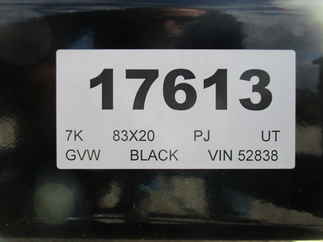 17613
7K 83X20 PJ UT
GVW BLACK VIN 52838